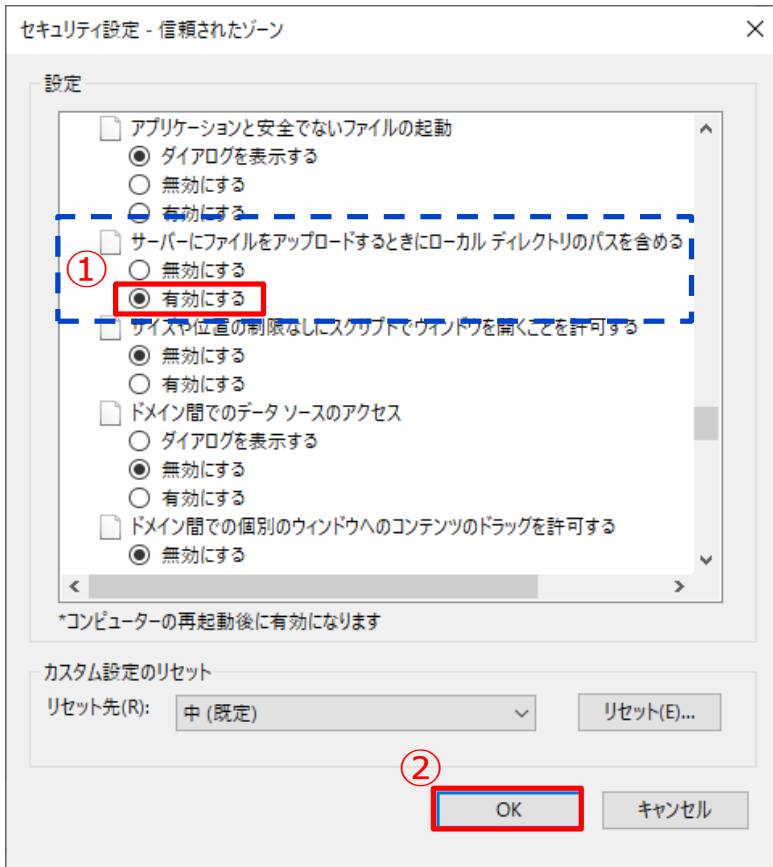 セキュリティ設定 - 信頼されたゾーン
設定
アプリケーションと安全でないファイルの起動
ダイアログを表示する
無効にする
有効にする
サーバーにファイルをアップロードするときにローカル ディレクトリのパスを含める
①
無効にする
有効にする
サイズや位置の制限なしにスクリプトでウィンドウを開くことを許可する
無効にする
有効にする
ドメイン間でのデータ ソースのアクセス
ダイアログを表示する
無効にする
有効にする
ドメイン間での個別のウィンドウへのコンテンツのドラッグを許可する
無効にする
*コンピューターの再起動後に有効になります
カスタム設定のリセット
リセット先(R): 中 (既定) リセット(E)...
②
OK キャンセル